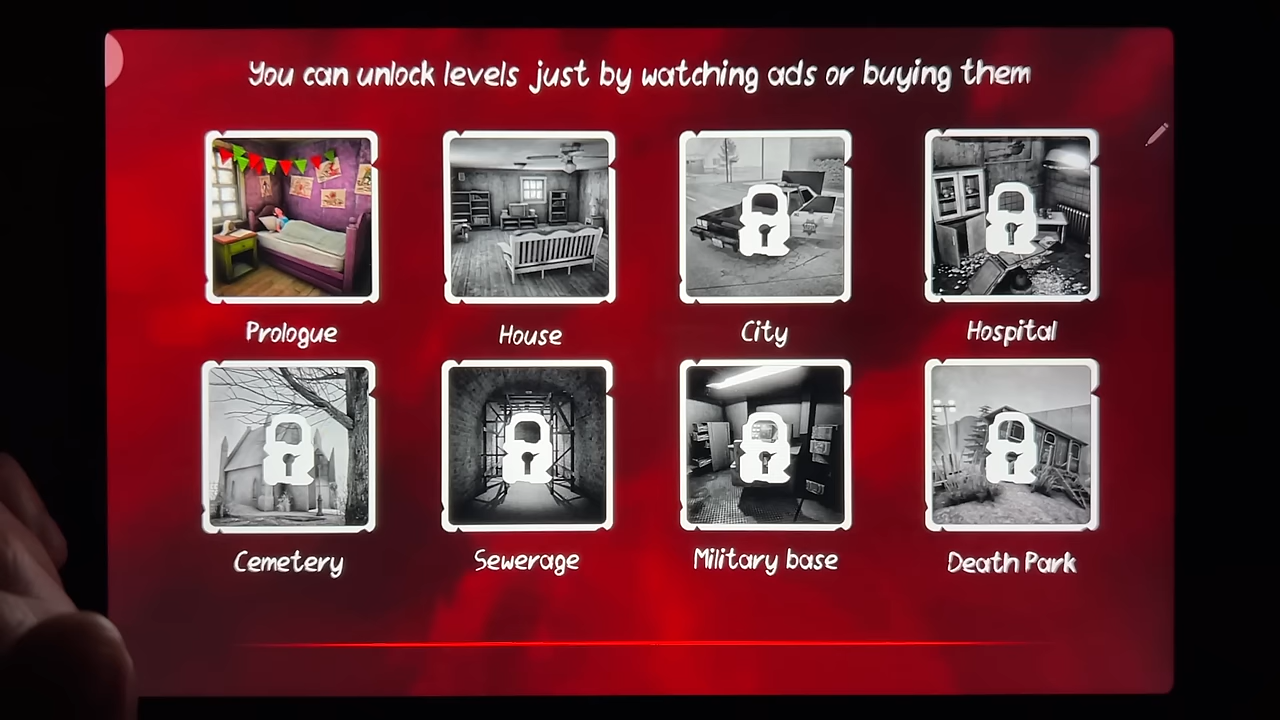 You can unlock levels just by watching ads or buying them
Prologue
House
City
Hospital
Cemetery
Sewerage
Military base
Death Park